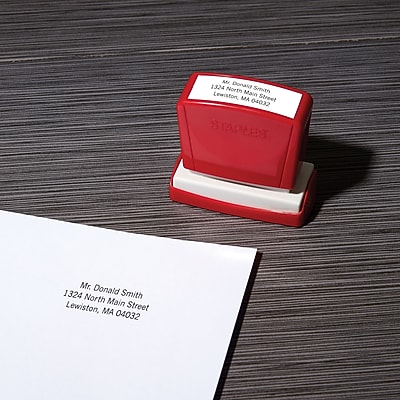 Mr. Donald Smith
1324 North Main Street
Lewiston, MA 04032
STAPLES
Mr. Donald Smith
1324 North Main Street
Lewiston, MA 04032